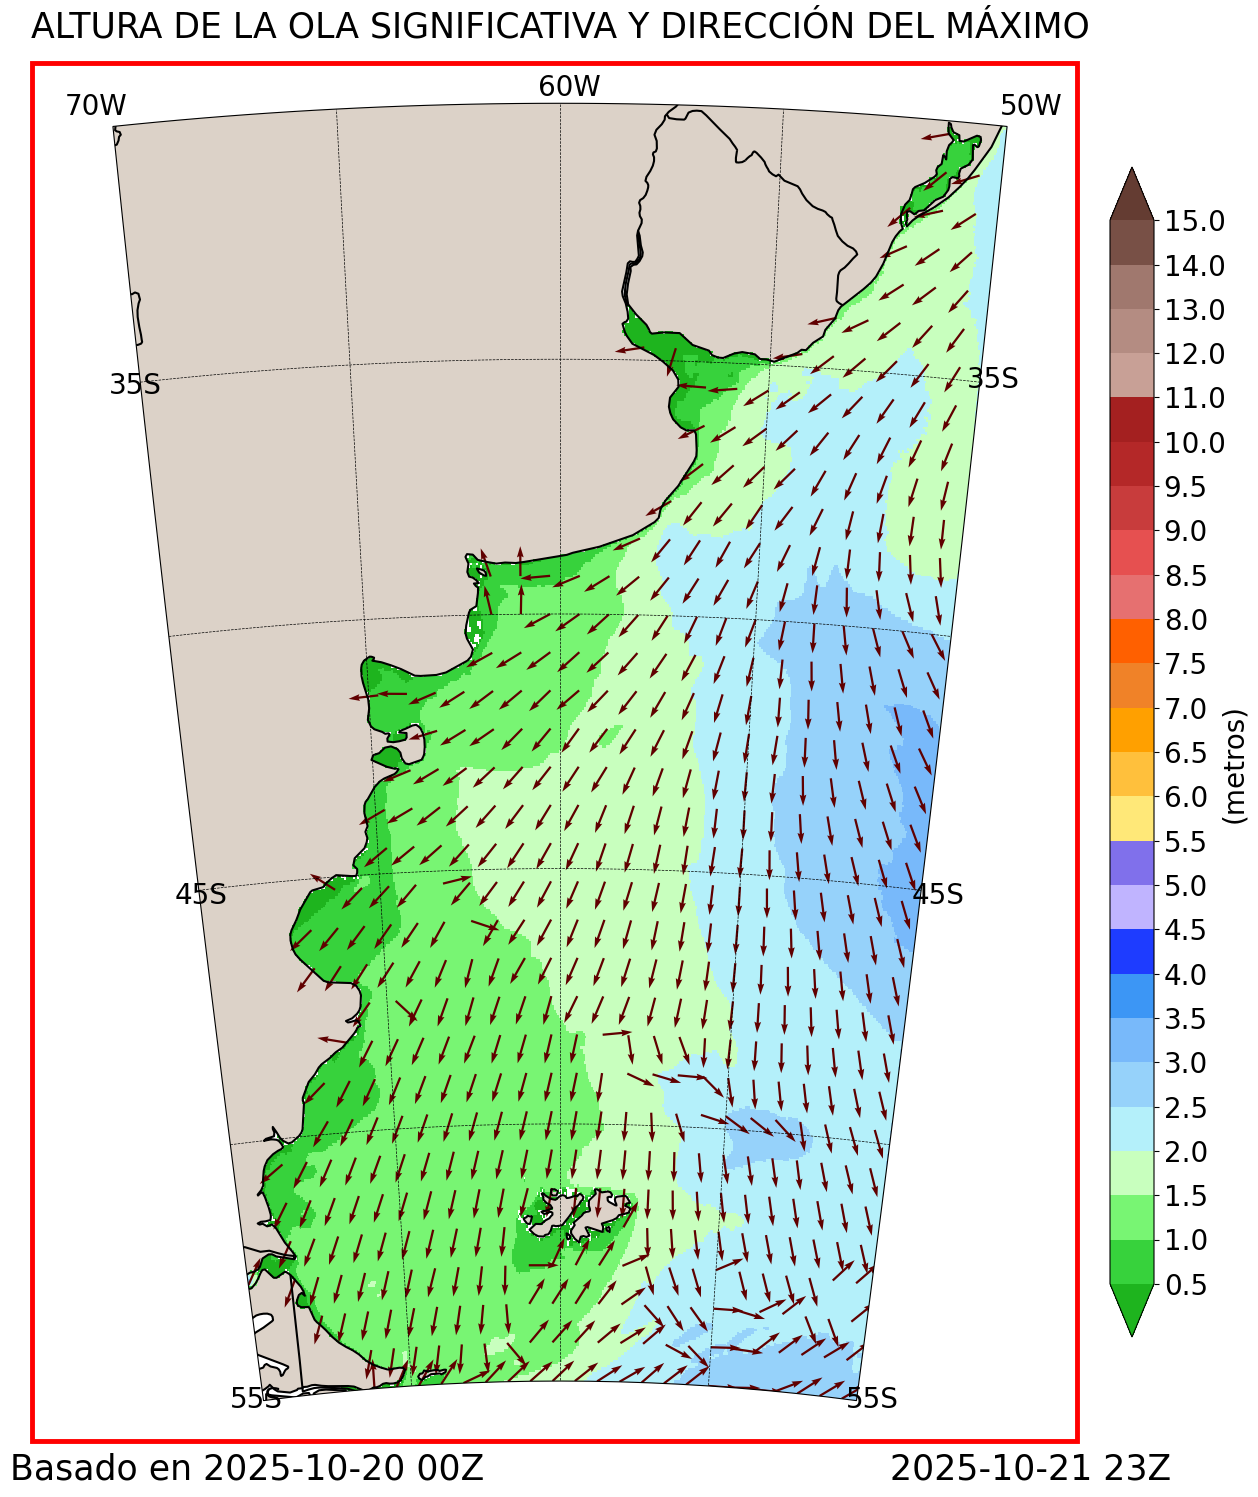 ALTURA DE LA OLA SIGNIFICATIVA Y DIRECCIÓN DEL MÁXIMO
70W
60W
50W
35S
35S
45S
45S
55S
55S
15.0
14.0
13.0
12.0
11.0
10.0
9.5
9.0
8.5
8.0
7.5
7.0
6.5
6.0
5.5
5.0
4.5
4.0
3.5
3.0
2.5
2.0
1.5
1.0
0.5
(metros)
Basado en 2025-10-20 00Z
2025-10-21 23Z